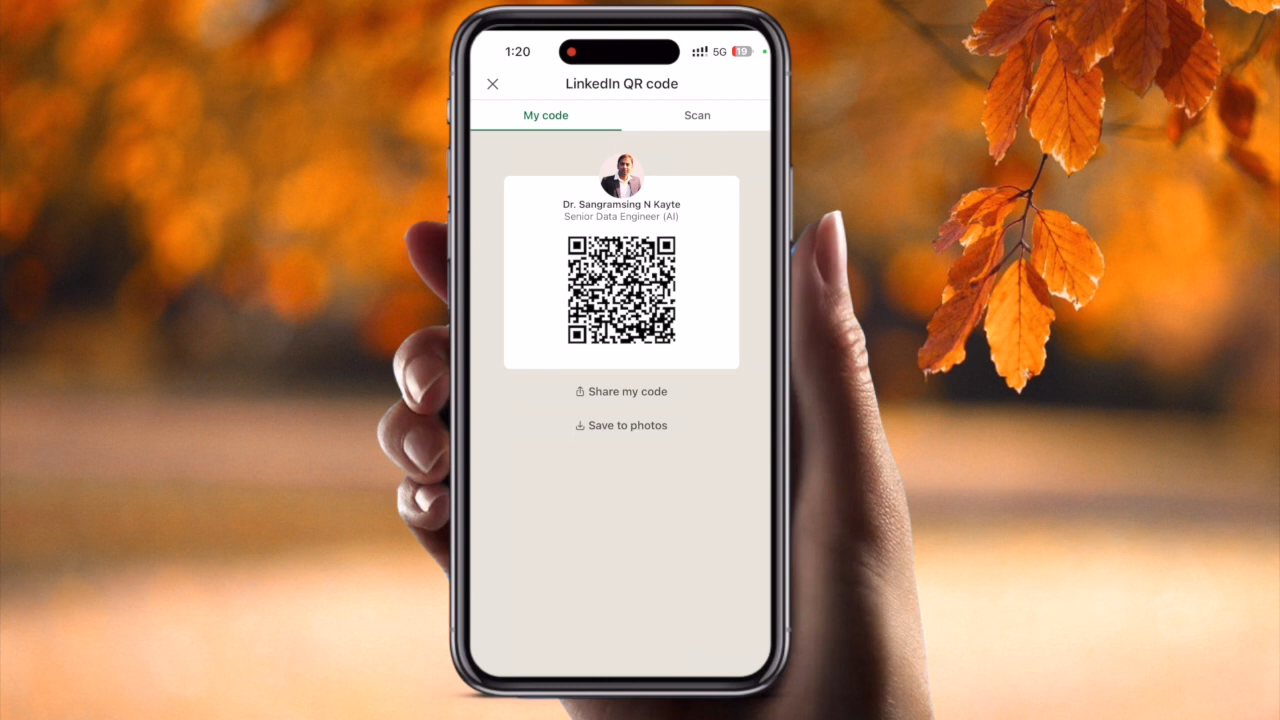 1:20 5G 19
LinkedIn QR code
My code Scan
Dr. Sangramsing N Kayte
Senior Data Engineer (AI)
Share my code
Save to photos